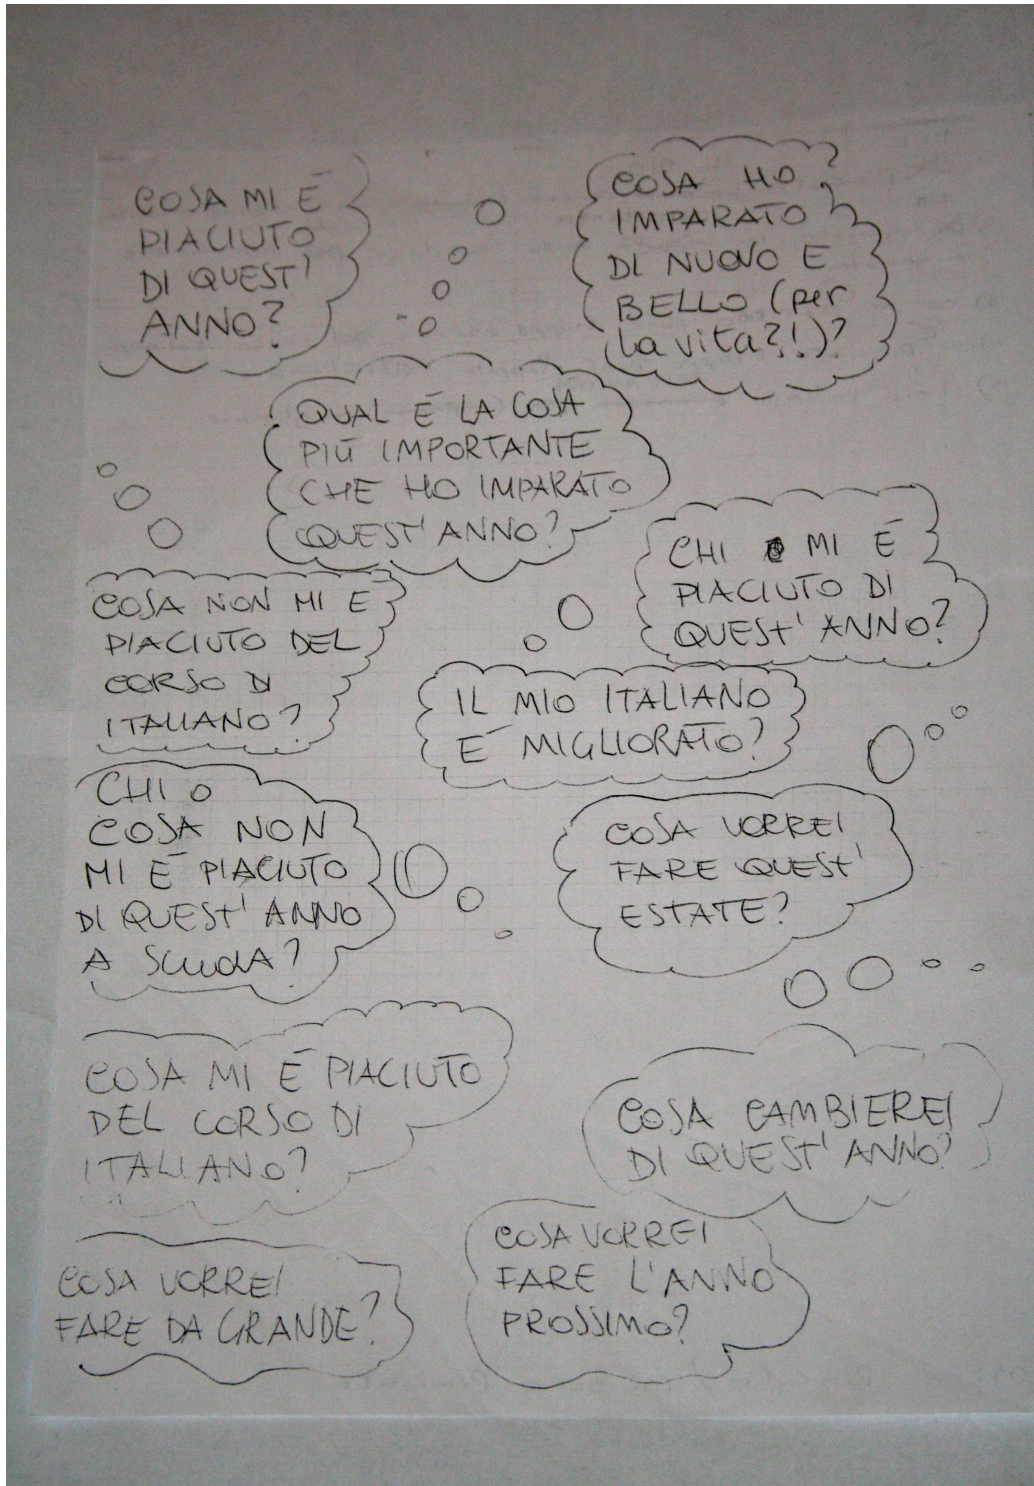 COSA MI È
PIACIUTO
DI QUEST'
ANNO?
COSA HO
IMPARATO
DI NUOVO E
BELLO (per
la vita?!)?
QUAL È LA COSA
PIÙ IMPORTANTE
CHE HO IMPARATO
QUEST'ANNO?
CHI MI È
PIACIUTO DI
QUEST'ANNO?
COSA NON MI È
PIACIUTO DEL
CORSO DI
ITALIANO?
IL MIO ITALIANO
È MIGLIORATO?
CHI O
COSA NON
MI È PIACIUTO
DI QUEST'ANNO
A SCUOLA?
COSA VORREI
FARE QUEST'
ESTATE?
COSA MI È PIACIUTO
DEL CORSO DI
ITALIANO?
COSA CAMBIEREI
DI QUEST'ANNO?
COSA VORREI
FARE DA GRANDE?
COSA VORREI
FARE L'ANNO
PROSSIMO?